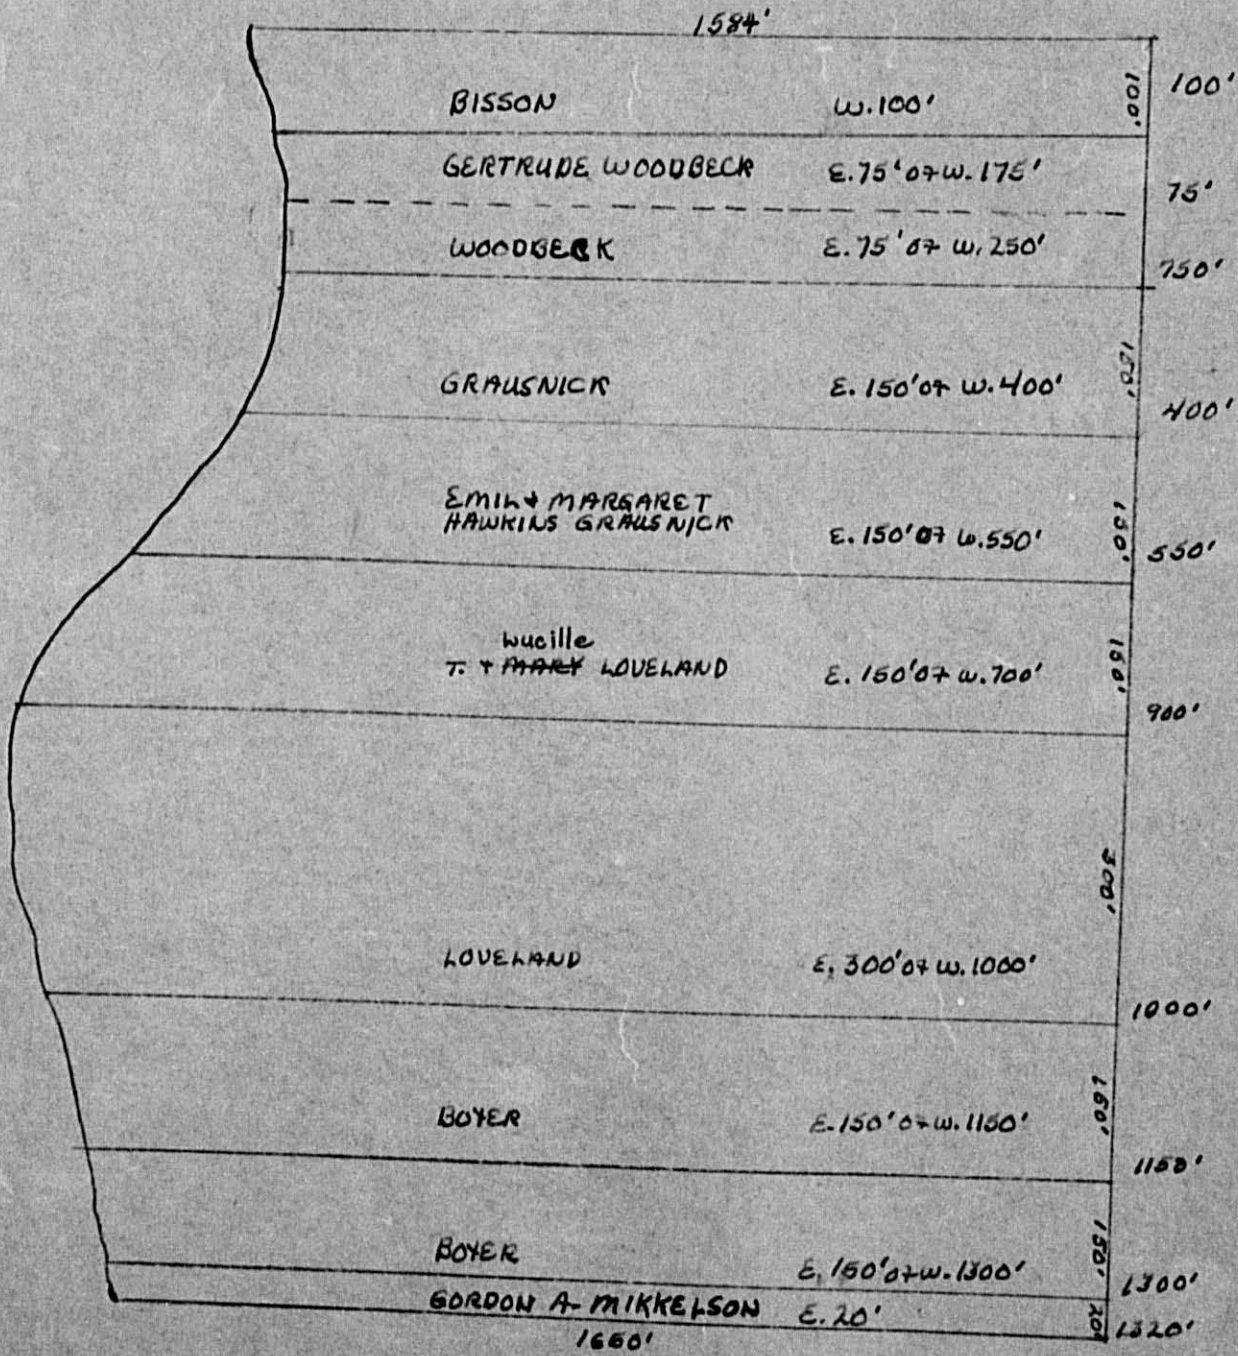 1584'
BISSON W. 100' 100' 100'
GERTRUDE WOODBECK E. 75' of W. 175' 75'
WOODBECK E. 75' of W. 250' 750'
GRAUSNICK E. 150' of W. 400' 150' 400'
EMIL & MARGARET
HAWKINS GRAUSNICK E. 150' of W. 550' 150' 550'
Lucille
T. & MARY LOVELAND E. 150' of W. 700' 150' 900'
300'
LOVELAND E. 300' of W. 1000' 1000'
BOYER E. 150' of W. 1150' 150' 1150'
BOYER E. 150' of W. 1300' 150' 1300'
GORDON A. MIKKELSON E. 20' 20' 1320'
1660'